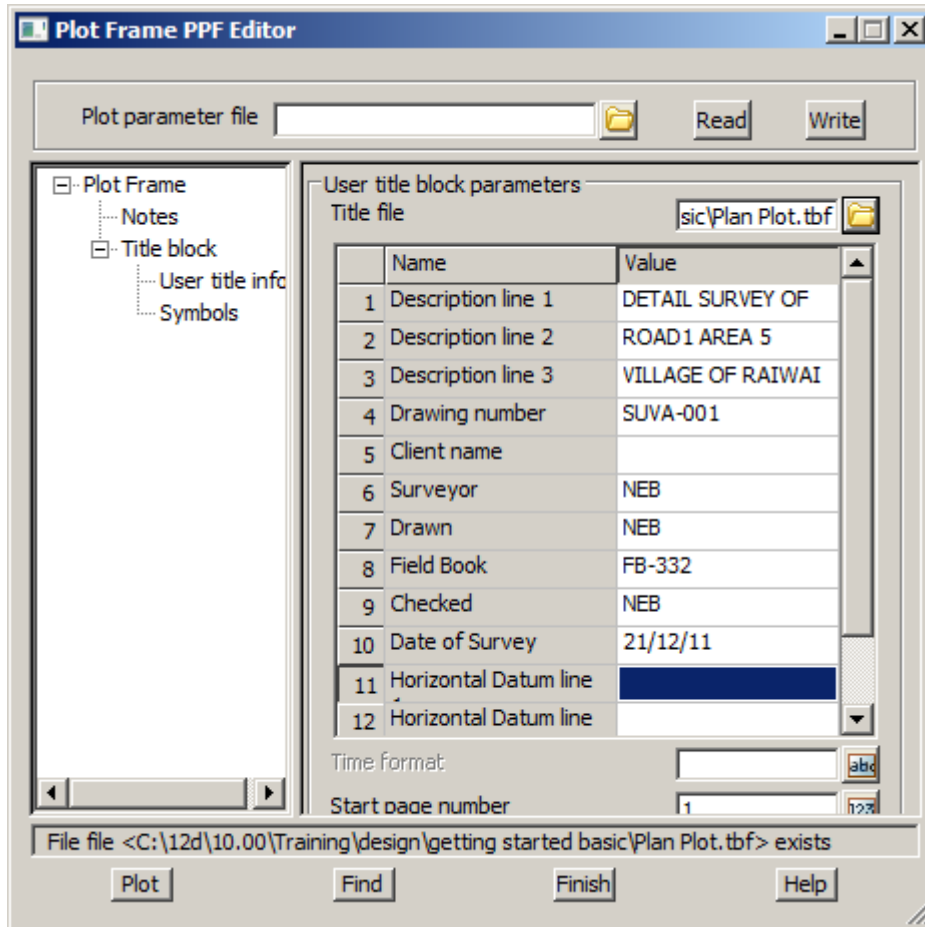 Plot Frame PPF Editor
Plot parameter file
Read
Write
Plot Frame
Notes
Title block
User title info
Symbols
User title block parameters
Title file
sic\Plan Plot.tbf
Name Value
1 Description line 1 DETAIL SURVEY OF
2 Description line 2 ROAD1 AREA 5
3 Description line 3 VILLAGE OF RAIWAI
4 Drawing number SUVA-001
5 Client name
6 Surveyor NEB
7 Drawn NEB
8 Field Book FB-332
9 Checked NEB
10 Date of Survey 21/12/11
11 Horizontal Datum line
12 Horizontal Datum line
Time format
abc
Start page number
1
123
File file <C:\12d\10.00\Training\design\getting started basic\Plan Plot.tbf> exists
Plot
Find
Finish
Help